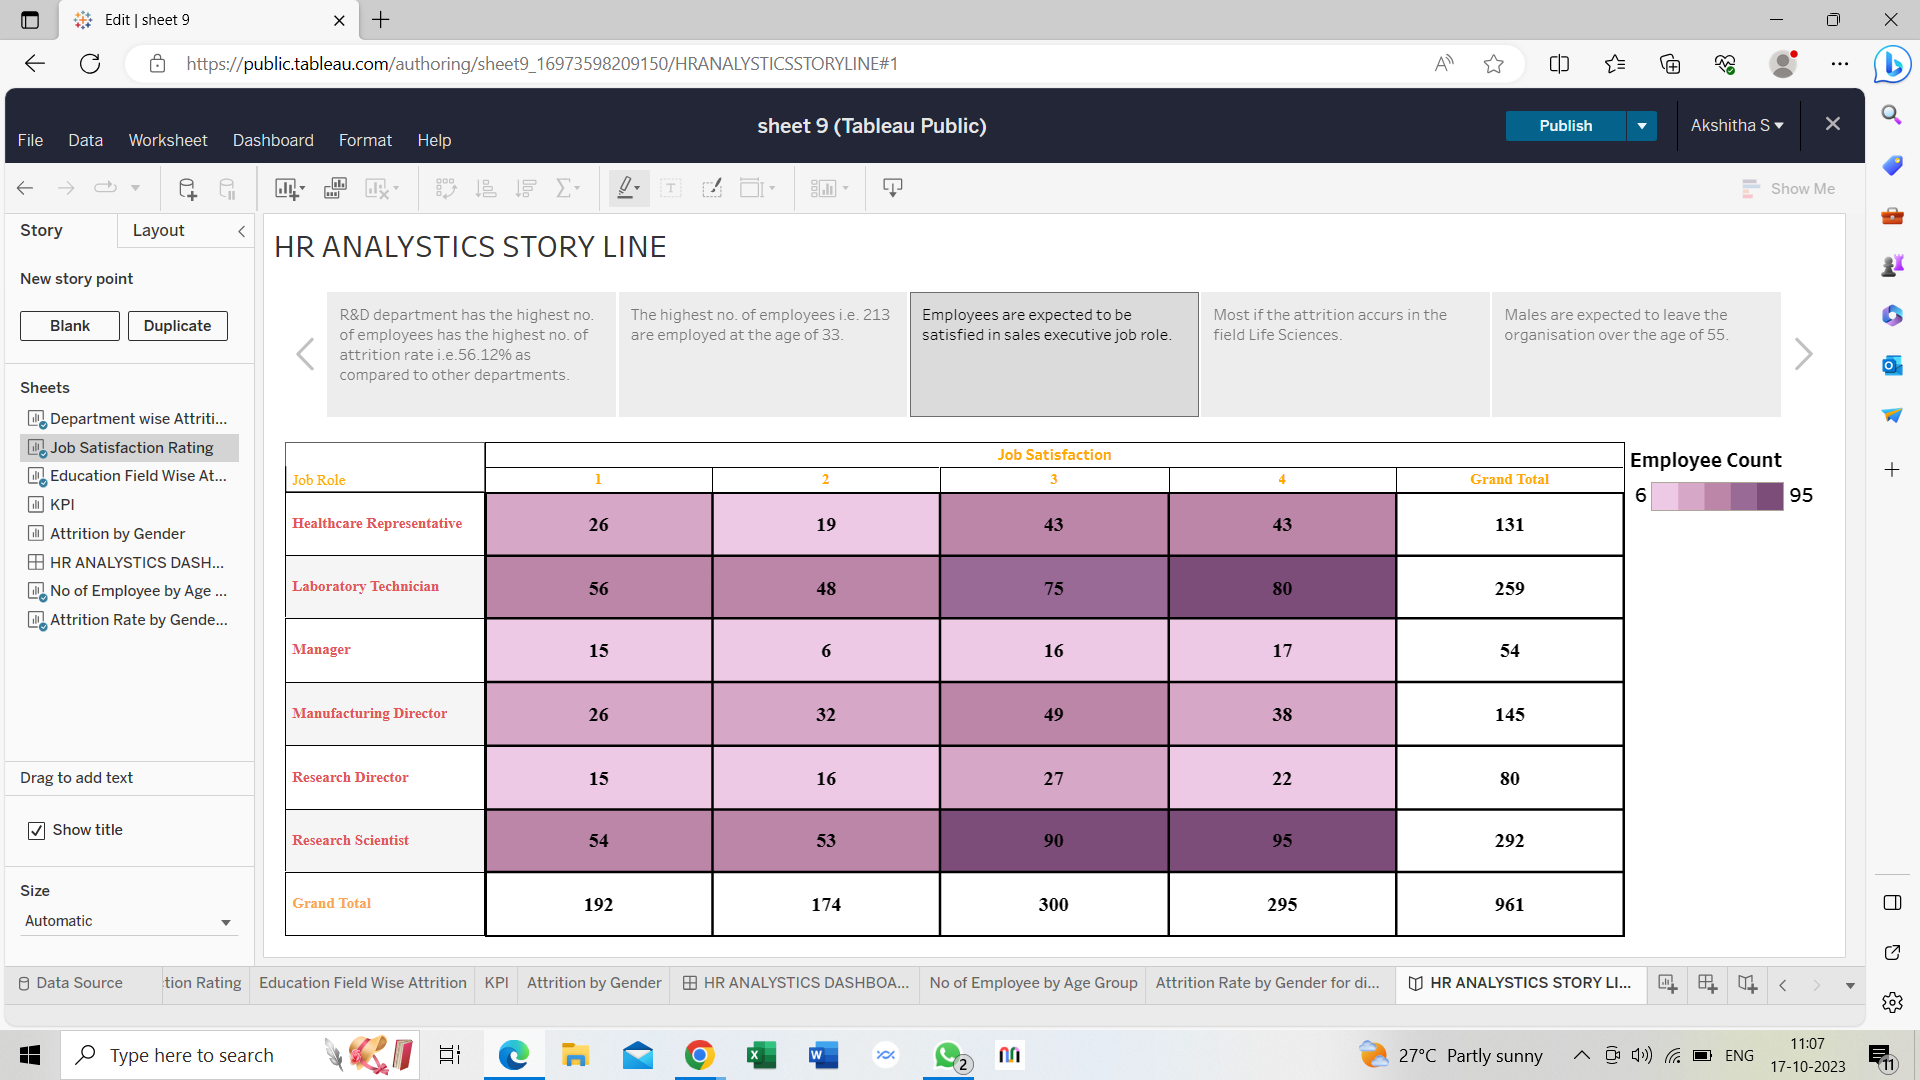 Edit | sheet 9
https://public.tableau.com/authoring/sheet9_16973598209150/HRANALYSTICSSTORYLINE#1
sheet 9 (Tableau Public)
Publish
Akshitha S
File Data Worksheet Dashboard Format Help
Show Me
Story Layout
New story point
Blank Duplicate
Sheets
Department wise Attriti...
Job Satisfaction Rating
Education Field Wise At...
KPI
Attrition by Gender
HR ANALYSTICS DASH...
No of Employee by Age ...
Attrition Rate by Gende...
Drag to add text
Show title
Size
Automatic
HR ANALYSTICS STORY LINE
R&D department has the highest no.
of employees has the highest no. of
attrition rate i.e.56.12% as
compared to other departments.
The highest no. of employees i.e. 213
are employed at the age of 33.
Employees are expected to be
satisfied in sales executive job role.
Most if the attrition accurs in the
field Life Sciences.
Males are expected to leave the
organisation over the age of 55.
Job Satisfaction
Job Role 1 2 3 4 Grand Total
Healthcare Representative 26 19 43 43 131
Laboratory Technician 56 48 75 80 259
Manager 15 6 16 17 54
Manufacturing Director 26 32 49 38 145
Research Director 15 16 27 22 80
Research Scientist 54 53 90 95 292
Grand Total 192 174 300 295 961
Employee Count
6 95
Data Source
tion Rating
Education Field Wise Attrition
KPI
Attrition by Gender
HR ANALYSTICS DASHBOA...
No of Employee by Age Group
Attrition Rate by Gender for di...
HR ANALYSTICS STORY LI...
Type here to search
2
27°C Partly sunny
ENG
11:07
17-10-2023
11